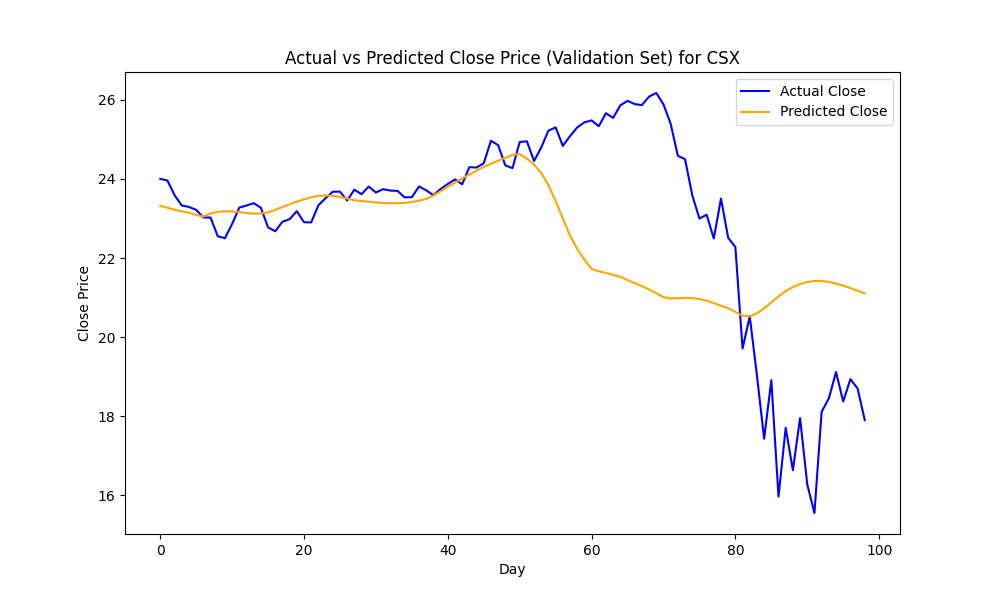 Actual vs Predicted Close Price (Validation Set) for CSX
Actual Close
Predicted Close
Close Price
26
24
22
20
18
16
0 20 40 60 80 100
Day